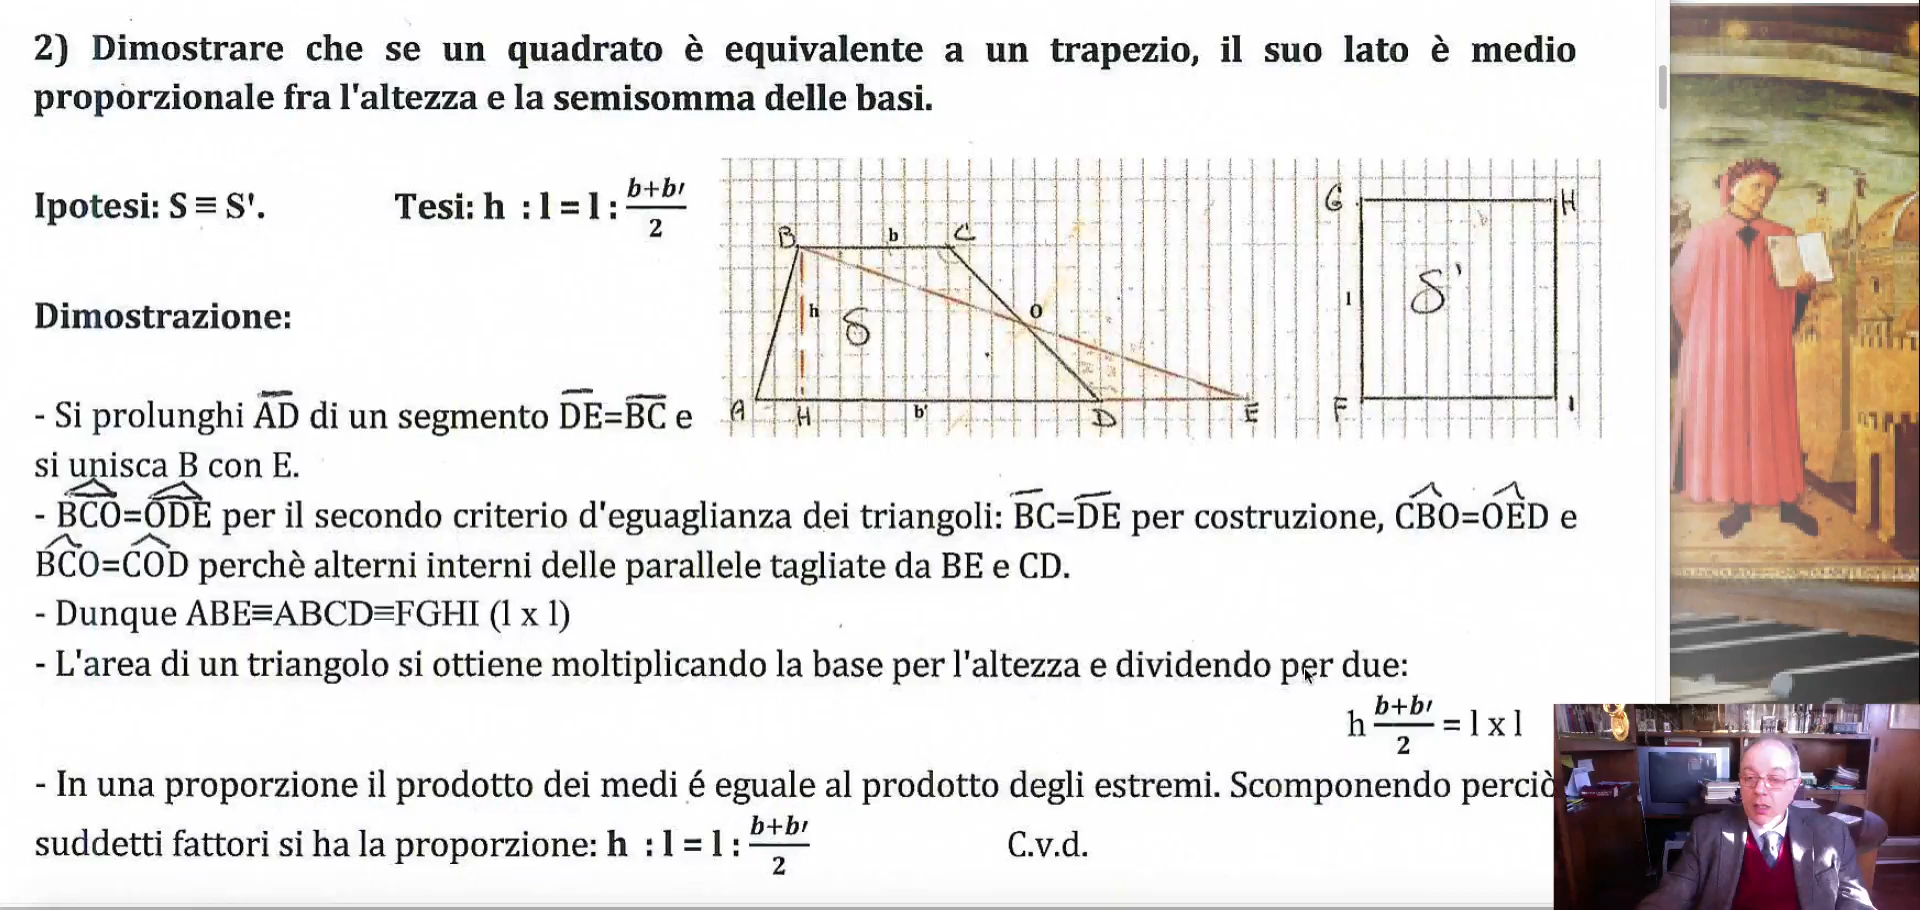 2) Dimostrare che se un quadrato è equivalente a un trapezio, il suo lato è medio
proporzionale fra l'altezza e la semisomma delle basi.
Ipotesi: S ≡ S'. Tesi: h : l = l : b+b'/2
B b C
h S O
A H b' D E
G H
l S'
F I
Dimostrazione:
- Si prolunghi AD di un segmento DE=BC e
si unisca B con E.
- BCO=ODE per il secondo criterio d'eguaglianza dei triangoli: BC=DE per costruzione, CBO=OED e
BCO=COD perchè alterni interni delle parallele tagliate da BE e CD.
- Dunque ABE≡ABCD≡FGHI (l x l)
- L'area di un triangolo si ottiene moltiplicando la base per l'altezza e dividendo per due:
h b+b'/2 = l x l
- In una proporzione il prodotto dei medi é eguale al prodotto degli estremi. Scomponendo perciò
suddetti fattori si ha la proporzione: h : l = l : b+b'/2 C.v.d.